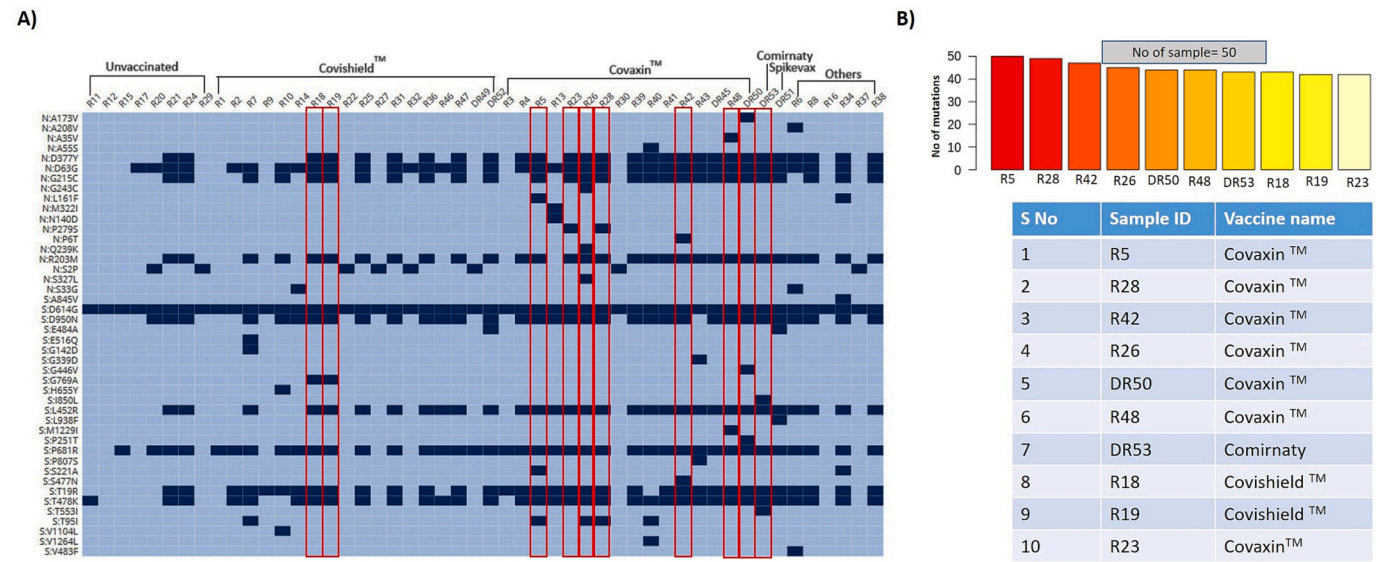 A)
Unvaccinated
Covishield™
Covaxin™
Comirnaty
Spikevax
Others
R11 R12 R15 R17 R20 R21 R24 R29 R1 R2 R7 R9 R10 R14 R18 R19 R22 R25 R27 R31 R32 R36 R46 R47 DR49 DR52 R3 R4 R5 R13 R23 R26 R28 R30 R39 R40 R41 R42 R43 DR45 R48 DR50 DR53 DR51 R6 R8 R16 R34 R37 R38
N:A173V
N:A208V
N:A35V
N:A55S
N:D377Y
N:D63G
N:G215C
N:G243C
N:L161F
N:M322I
N:N140D
N:P279S
N:P6T
N:Q239K
N:R203M
N:S2P
N:S327L
N:S33G
S:A845V
S:D614G
S:D950N
S:E484A
S:E516Q
S:G142D
S:G339D
S:G446V
S:G769A
S:H655Y
S:I850L
S:L452R
S:L938F
S:M1229I
S:P251T
S:P681R
S:P807S
S:S221A
S:S477N
S:T19R
S:T478K
S:T553I
S:T95I
S:V1104L
S:V1264L
S:V483F
B)
No of sample= 50
No of mutations
50
40
30
20
10
0
R5 R28 R42 R26 DR50 R48 DR53 R18 R19 R23
S No Sample ID Vaccine name
1 R5 Covaxin ™
2 R28 Covaxin ™
3 R42 Covaxin ™
4 R26 Covaxin ™
5 DR50 Covaxin ™
6 R48 Covaxin ™
7 DR53 Comirnaty
8 R18 Covishield ™
9 R19 Covishield ™
10 R23 Covaxin™